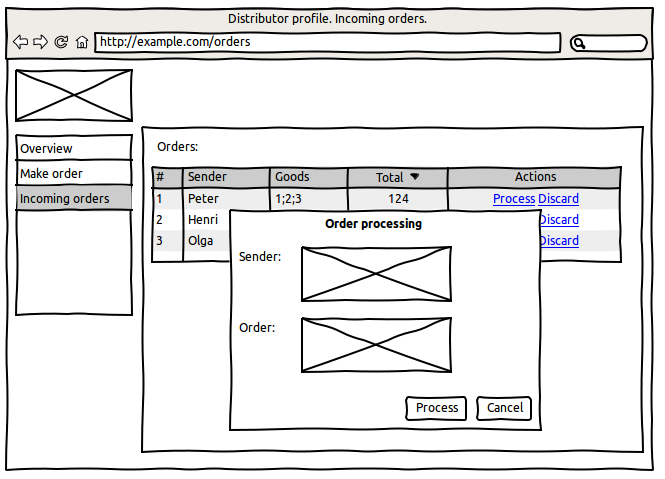 Distributor profile. Incoming orders.
http://example.com/orders
Overview
Make order
Incoming orders
Orders:
# Sender Goods Total Actions
1 Peter 1;2;3 124 Process Discard
2 Henri Discard
3 Olga Discard
Order processing
Sender:
Order:
Process Cancel